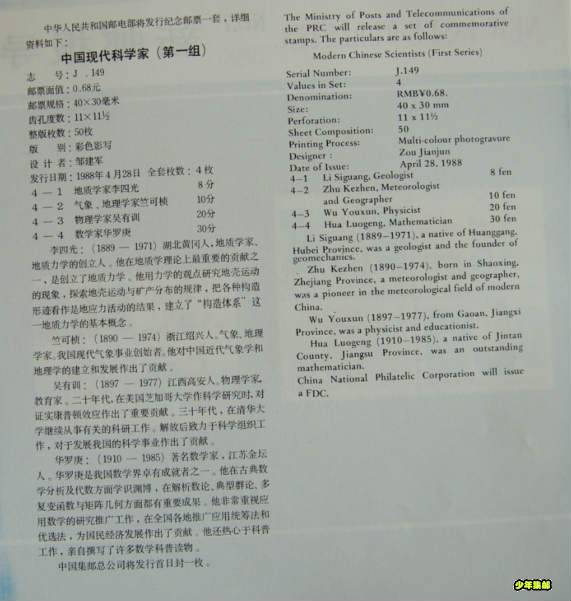 中华人民共和国邮电部将发行纪念邮票一套，详细
资料如下：
中国现代科学家（第一组）
志 号：J .149
邮票面值：0.68元
邮票规格：40×30毫米
齿孔度数：11×11½
整版枚数：50枚
版 别：彩色影写
设 计 者：邹建军
发行日期：1988年4月28日 全套枚数：4枚
4 — 1 地质学家李四光 8分
4 — 2 气象、地理学家竺可桢 10分
4 — 3 物理学家吴有训 20分
4 — 4 数学家华罗庚 30分
李四光：（1889 — 1971）湖北黄冈人，地质学家、
地质力学的创立人。他在地质学理论上最重要的贡献之
一，是创立了地质力学。他用力学的观点研究地壳运动
的现象，探索地壳运动与矿产分布的规律，把各种构造
形迹看作是地应力活动的结果，建立了“构造体系”这
一地质力学的基本概念。
竺可桢：（1890 — 1974）浙江绍兴人。气象、地理
学家。我国现代气象事业创始者。他对中国近代气象学和
地理学的建立和发展作出了贡献。
吴有训：（1897 — 1977）江西高安人。物理学家，
教育家。二十年代，在美国芝加哥大学作科学研究时，对
证实康普顿效应作出了重要贡献。三十年代，在清华大
学继续从事有关的科研工作。解放后致力于科学组织工
作，对于发展我国的科学事业作出了贡献。
华罗庚：（1910 — 1985）著名数学家，江苏金坛
人。华罗庚是我国数学界卓有成就者之一。他在古典数
学分析及代数方面学识渊博，在解析数论、典型群论、多
复变函数与矩阵几何方面都有重要成果。他非常重视应
用数学的研究推广工作，在全国各地推广应用统筹法和
优选法，为国民经济发展作出了贡献。他还热心于科普
工作，亲自撰写了许多数学科普读物。
中国集邮总公司将发行首日封一枚。
The Ministry of Posts and Telecommunications of
the PRC will release a set of commemorative
stamps. The particulars are as follows:
Modern Chinese Scientists (First Series)
Serial Number: J.149
Values in Set: 4
Denomination: RMB¥0.68.
Size: 40 x 30 mm
Perforation: 11 x 11½
Sheet Composition: 50
Printing Process: Multi-colour photogravure
Designer : Zou Jianjun
Date of Issue: April 28, 1988
4–1 Li Siguang, Geologist 8 fen
4–2 Zhu Kezhen, Meteorologist
and Geographer 10 fen
4–3 Wu Youxun, Physicist 20 fen
4–4 Hua Luogeng, Mathematician 30 fen
Li Siguang (1889–1971), a native of Huanggang,
Hubei Province, was a geologist and the founder of
geomechanics.
Zhu Kezhen (1890–1974), born in Shaoxing,
Zhejiang Province, a meteorologist and geographer,
was a pioneer in the meteorological field of modern
China.
Wu Youxun (1897–1977), from Gaoan, Jiangxi
Province, was a physicist and educationist.
Hua Luogeng (1910–1985), a native of Jintan
County, Jiangsu Province, was an outstanding
mathematician.
China National Philatelic Corporation will issue
a FDC.
少年集邮